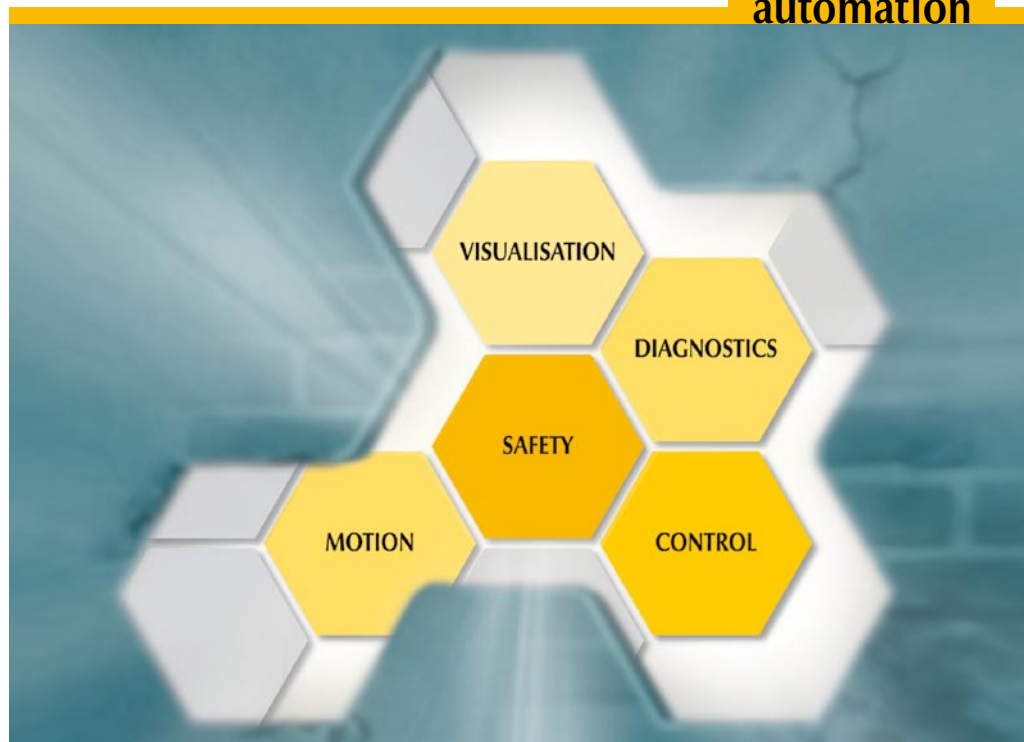 automation
VISUALISATION
DIAGNOSTICS
SAFETY
MOTION
CONTROL